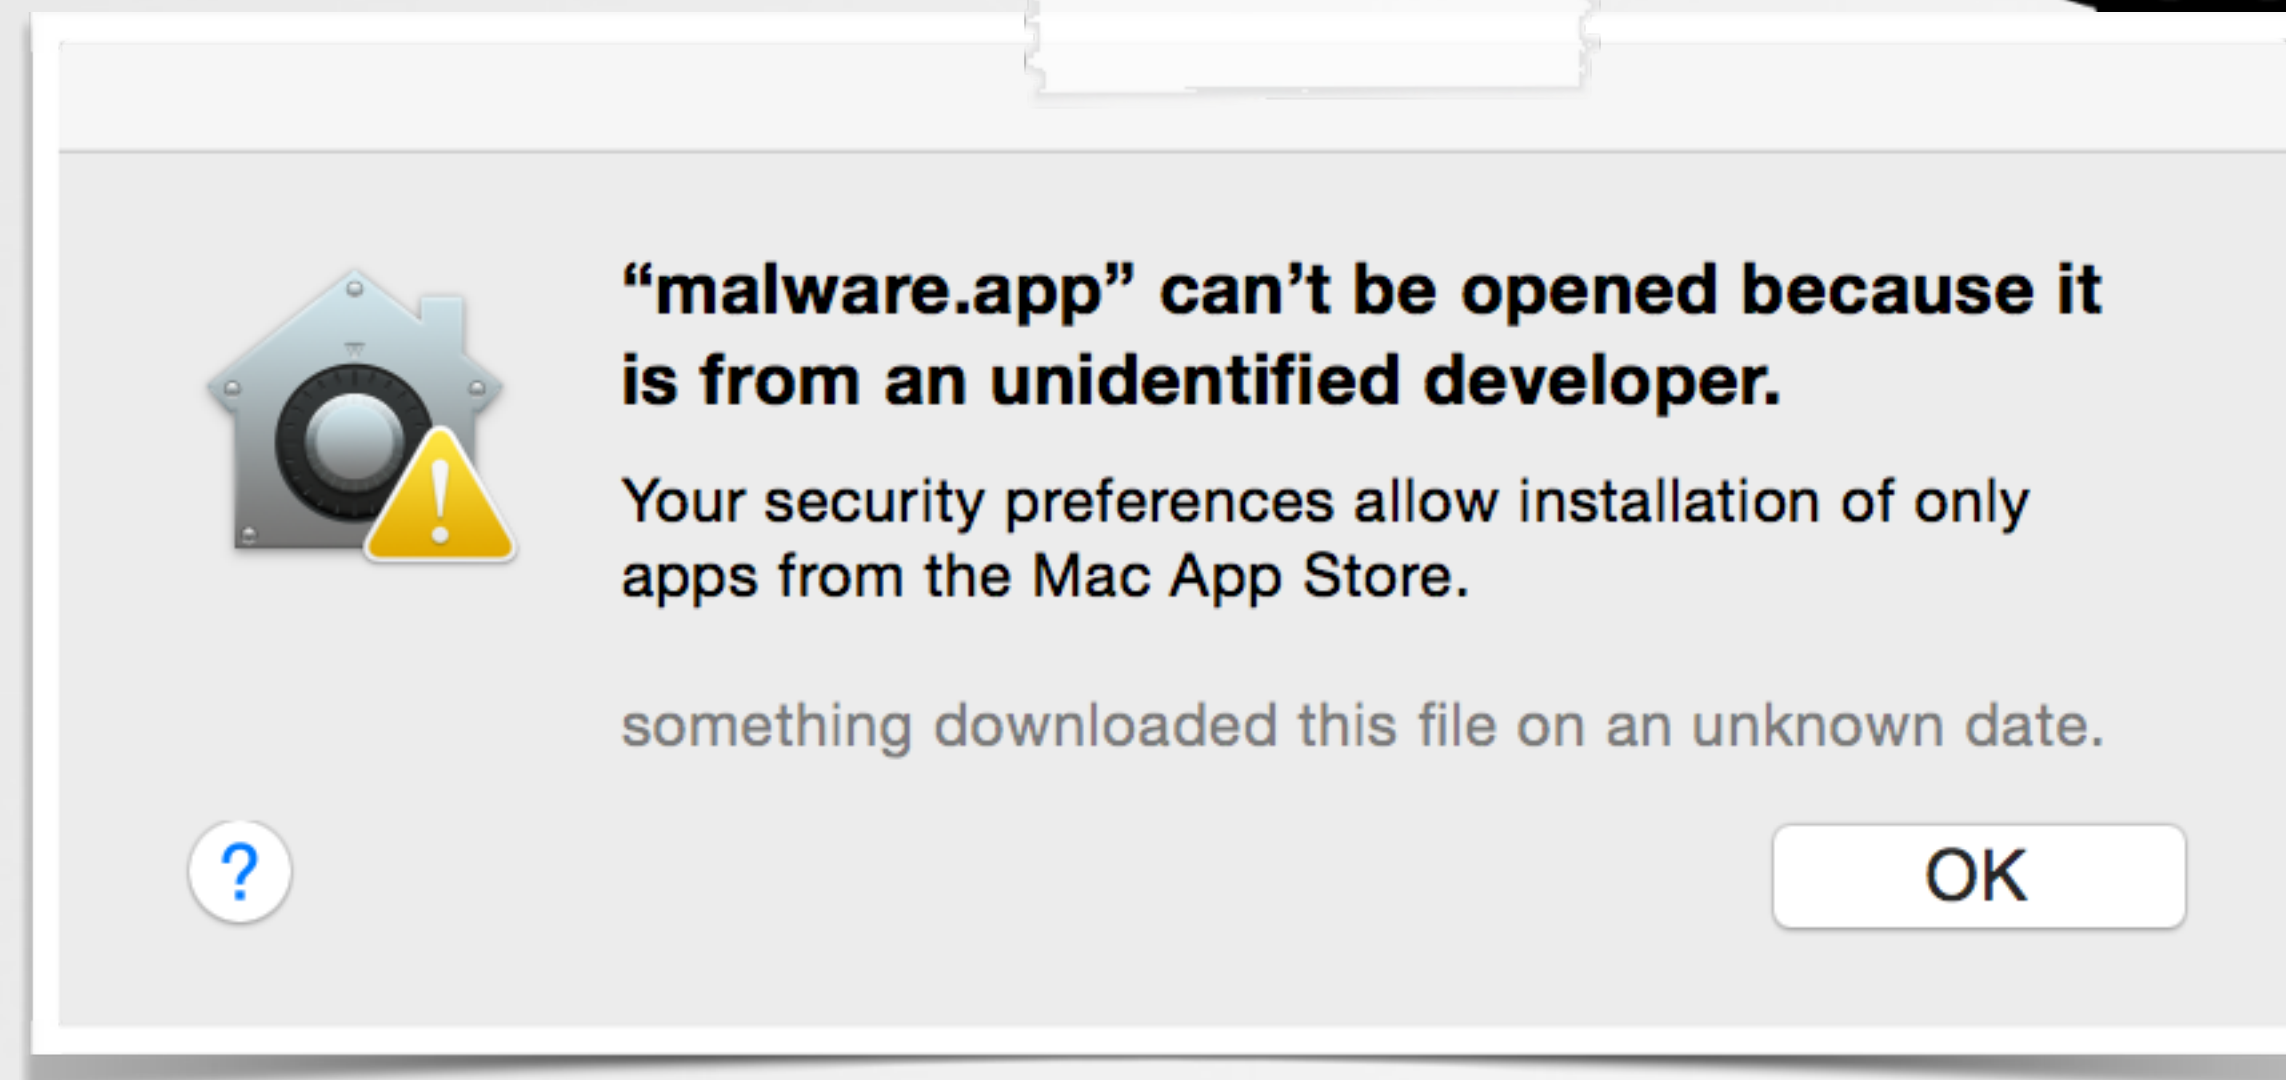 “malware.app” can’t be opened because it
is from an unidentified developer.
Your security preferences allow installation of only
apps from the Mac App Store.
something downloaded this file on an unknown date.
?
OK